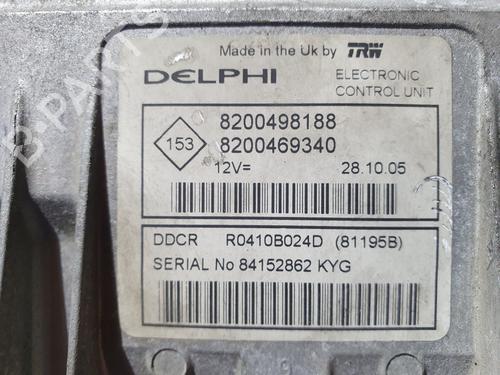 Made in the Uk by TRW
DELPHI ELECTRONIC CONTROL UNIT
153
8200498188
8200469340
12V= 28.10.05
DDCR R0410B024D (81195B)
SERIAL No 84152862 KYG
B-PARTS